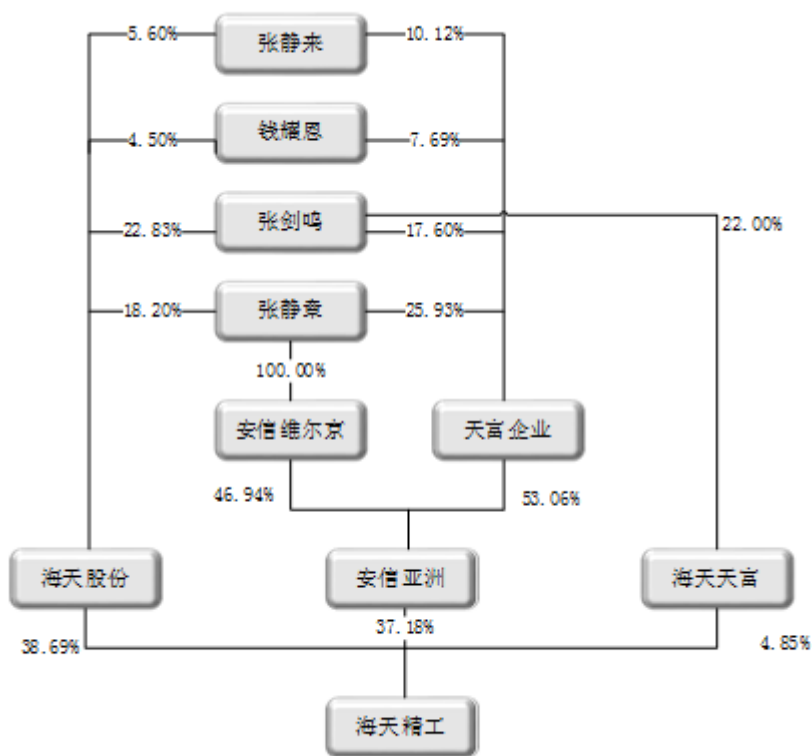 5.60% 张静来 10.12%
4.50% 钱耀恩 7.69%
22.83% 张剑鸣 17.60% 22.00%
18.20% 张静章 25.93%
100.00%
安信维尔京 天富企业
46.94% 53.06%
海天股份 安信亚洲 海天天富
38.69% 37.18% 4.85%
海天精工